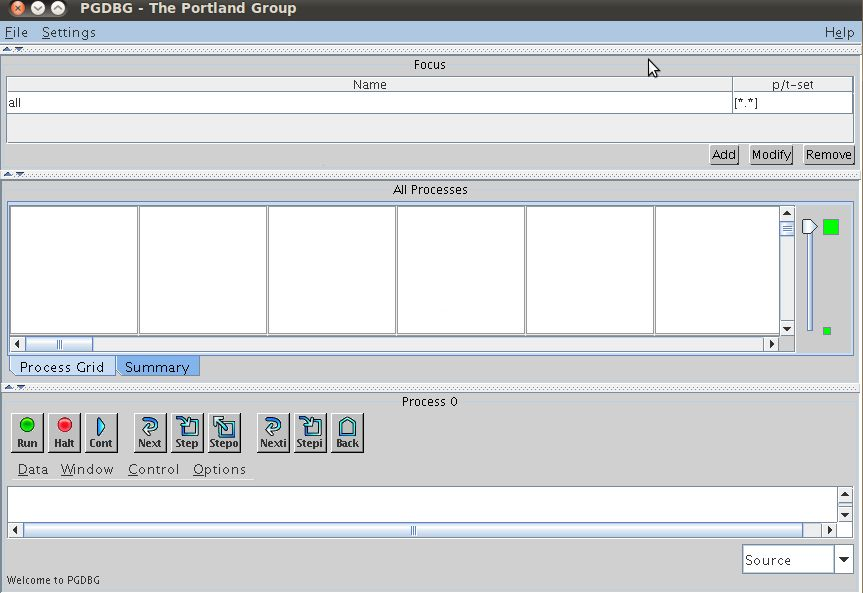 PGDBG - The Portland Group
File Settings Help
Focus
Name p/t-set
all [*.*]
Add Modify Remove
All Processes
Process Grid Summary
Process 0
Run Halt Cont Next Step Stepo Nexti Stepi Back
Data Window Control Options
Source
Welcome to PGDBG